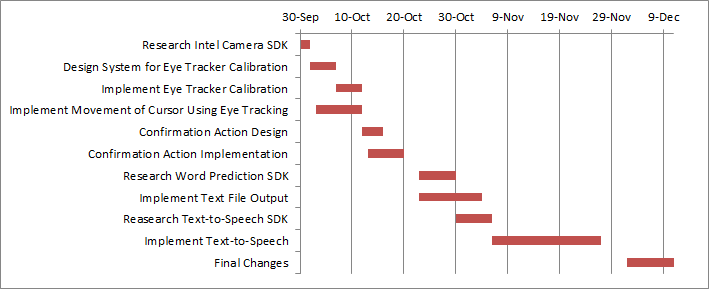 30-Sep 10-Oct 20-Oct 30-Oct 9-Nov 19-Nov 29-Nov 9-Dec
Research Intel Camera SDK
Design System for Eye Tracker Calibration
Implement Eye Tracker Calibration
Implement Movement of Cursor Using Eye Tracking
Confirmation Action Design
Confirmation Action Implementation
Research Word Prediction SDK
Implement Text File Output
Reasearch Text-to-Speech SDK
Implement Text-to-Speech
Final Changes